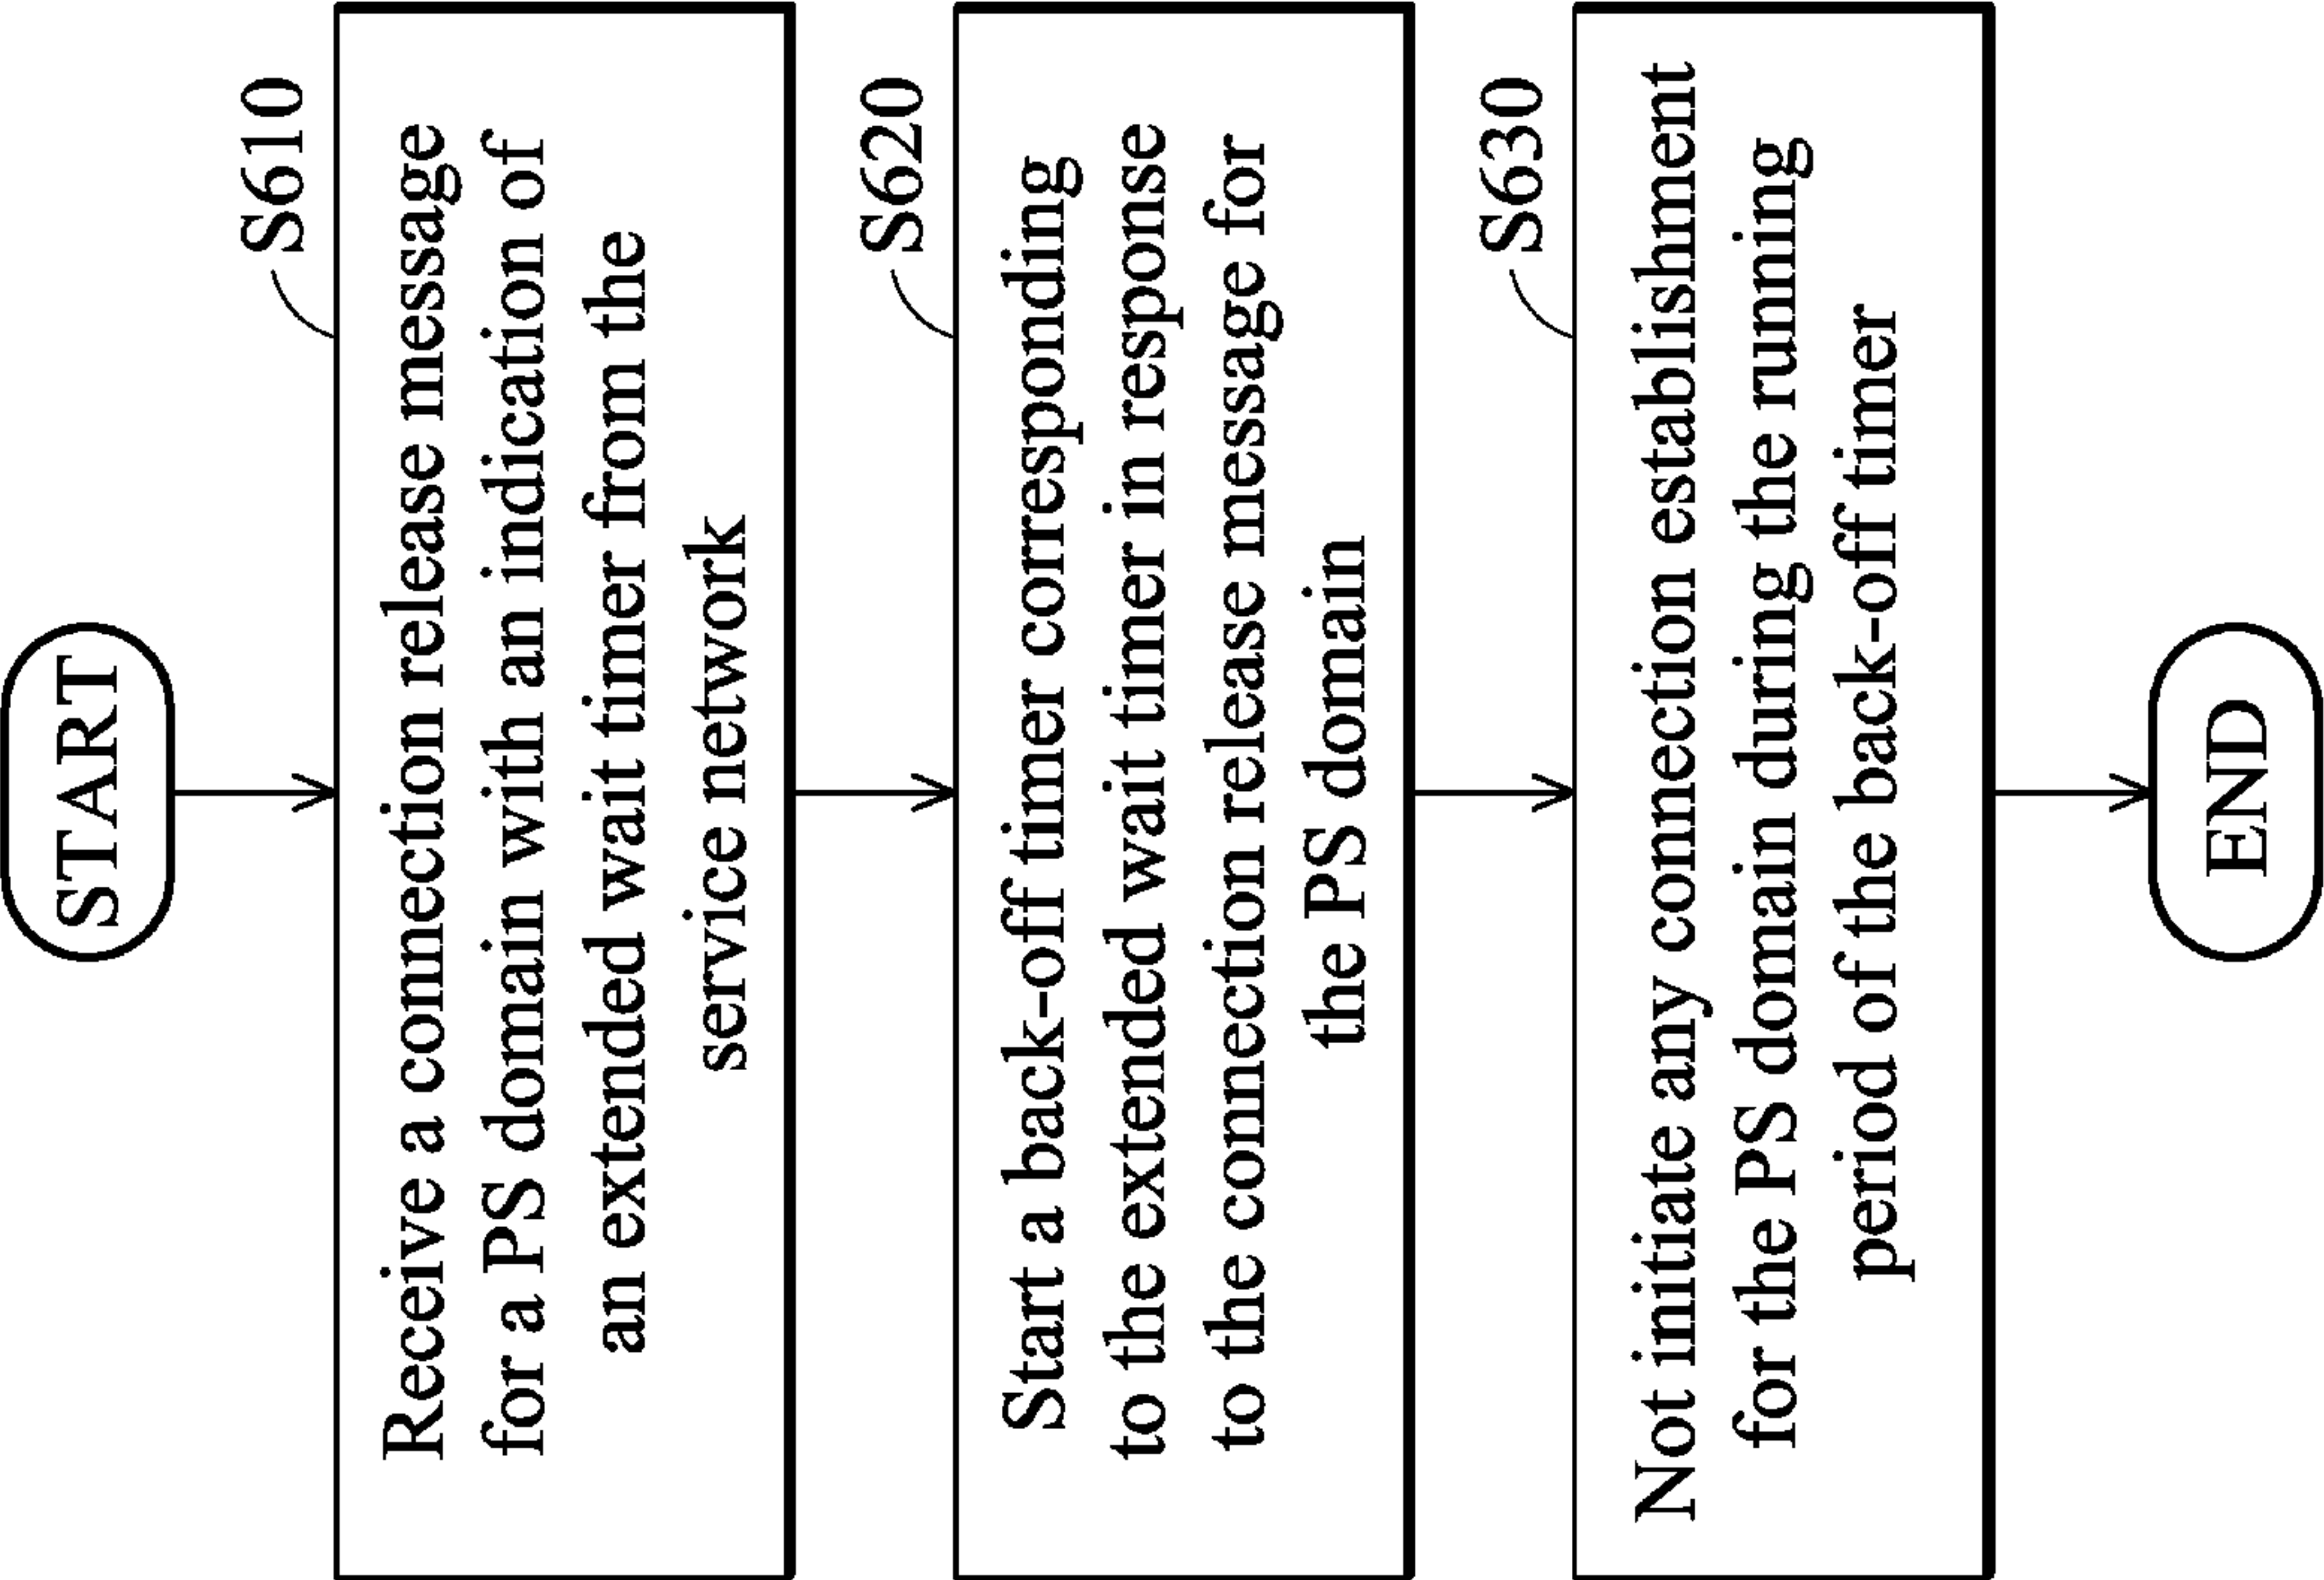 START
S610
Receive a connection release message
for a PS domain with an indication of
an extended wait timer from the
service network
S620
Start a back-off timer corresponding
to the extended wait timer in response
to the connection release message for
the PS domain
S630
Not initiate any connection establishment
for the PS domain during the running
period of the back-off timer
END